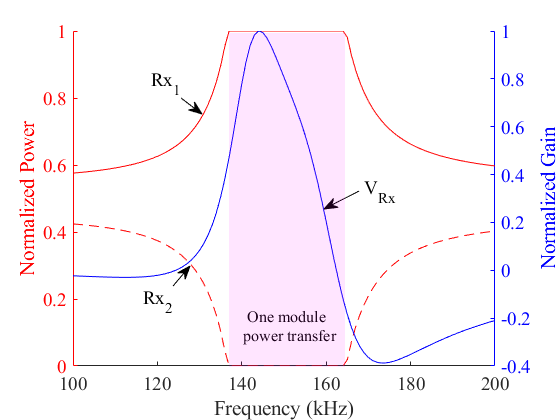 1
0.8
0.6
0.4
0.2
0
Normalized Power
1
0.8
0.6
0.4
0.2
0
-0.2
-0.4
Normalized Gain
Rx1
VRx
Rx2
One module
power transfer
100 120 140 160 180 200
Frequency (kHz)